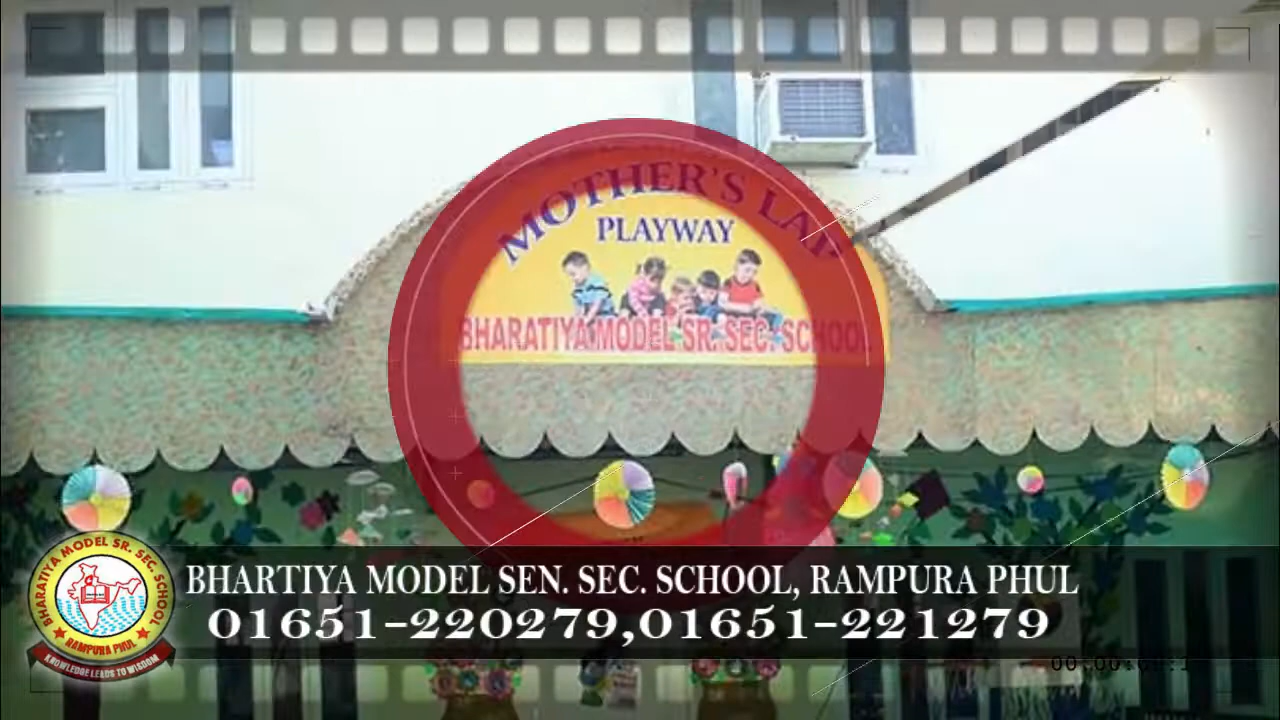 MOTHER'S LAP
PLAYWAY
BHARATIYA MODEL SR. SEC. SCHOOL
BHARATIYA MODEL SR. SEC. SCHOOL
RAMPURA PHUL
KNOWLEDGE LEADS TO WISDOM
BHARTIYA MODEL SEN. SEC. SCHOOL, RAMPURA PHUL
01651-220279,01651-221279